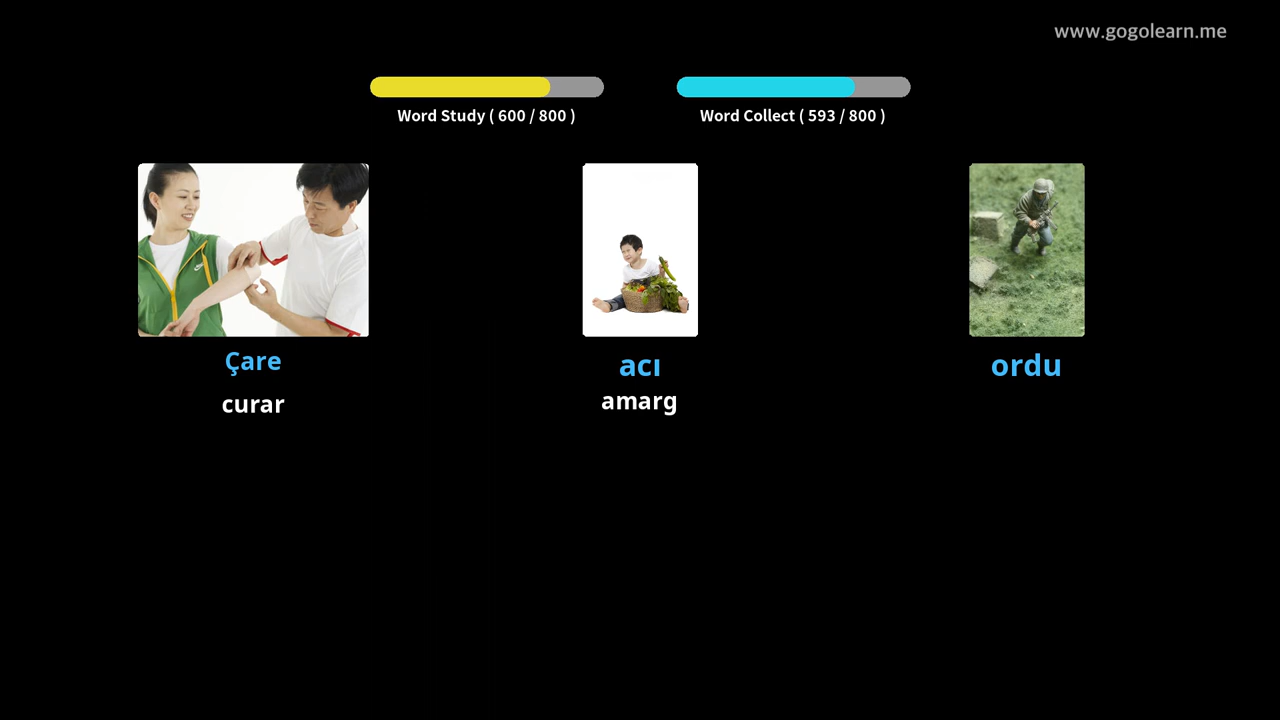 www.gogolearn.me
Word Study ( 600 / 800 )
Word Collect ( 593 / 800 )
Çare
acı
ordu
curar
amarg